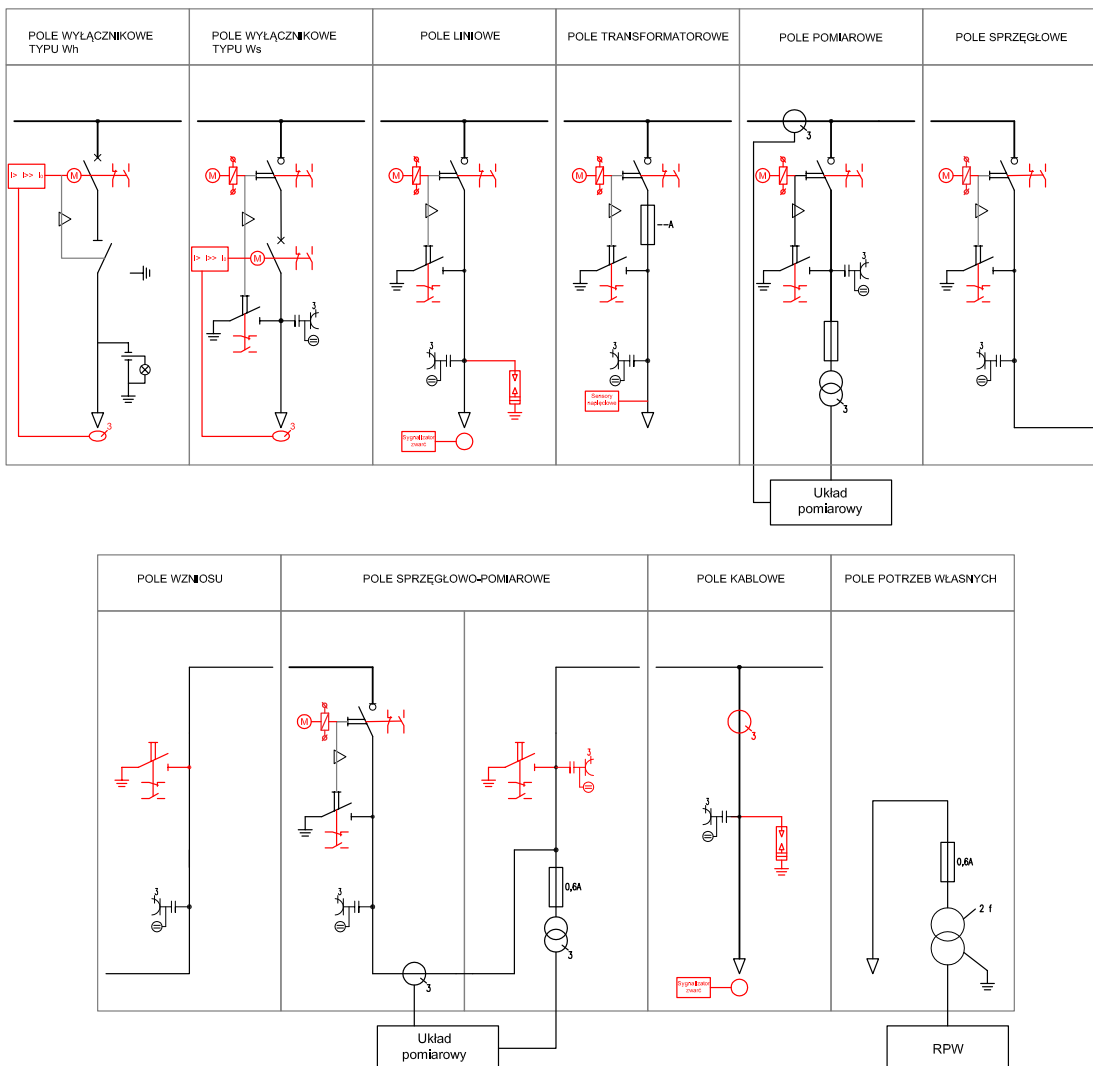 POLE WYŁĄCZNIKOWE
TYPU Wh
POLE WYŁĄCZNIKOWE
TYPU Ws
POLE LINIOWE
POLE TRANSFORMATOROWE
POLE POMIAROWE
POLE SPRZĘGŁOWE
3
I> I>> I₀
M
M
M
M
M
M
--A
3
I> I>> I₀
M
3
3
3
3
3
Sensory
napięciowe
3
3
3
Sygnalizator
zwarć
Układ
pomiarowy
POLE WZNIOSU
POLE SPRZĘGŁOWO-POMIAROWE
POLE KABLOWE
POLE POTRZEB WŁASNYCH
M
3
3
3
0,6A
0,6A
3
3
2 f
3
3
Sygnalizator
zwarć
Układ
pomiarowy
RPW